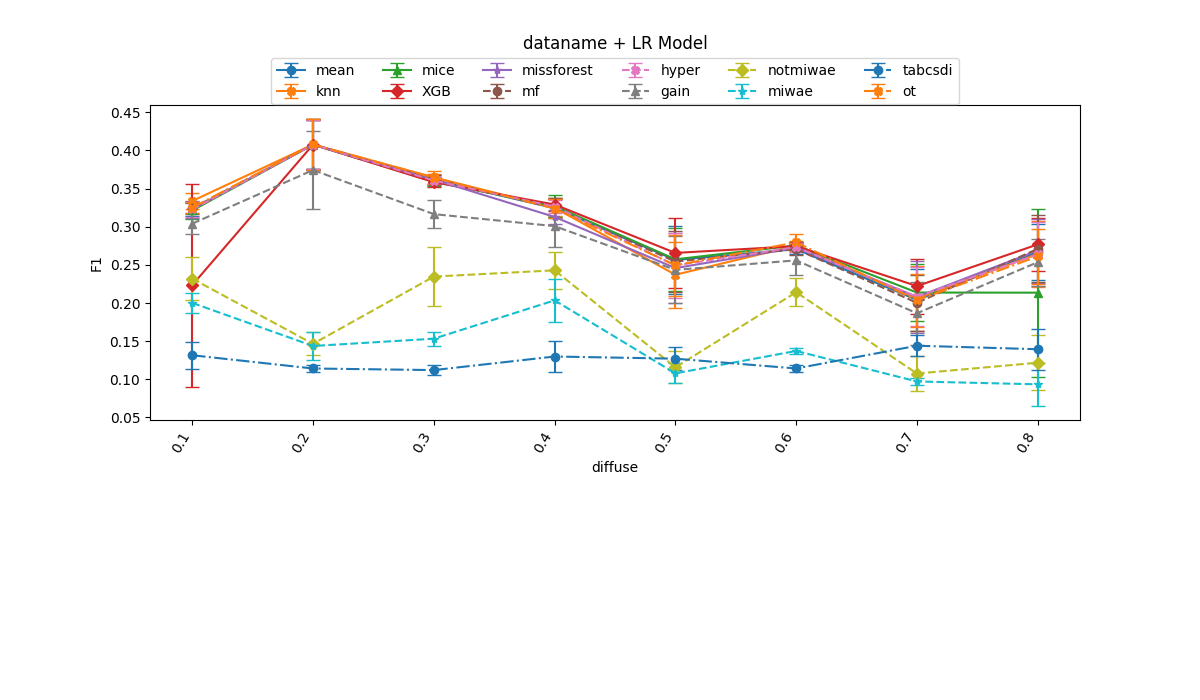 dataname + LR Model
mean mice missforest hyper notmiwae tabcsdi
knn XGB mf gain miwae ot
0.45
0.40
0.35
0.30
0.25
0.20
0.15
0.10
0.05
F1
0.1 0.2 0.3 0.4 0.5 0.6 0.7 0.8
diffuse